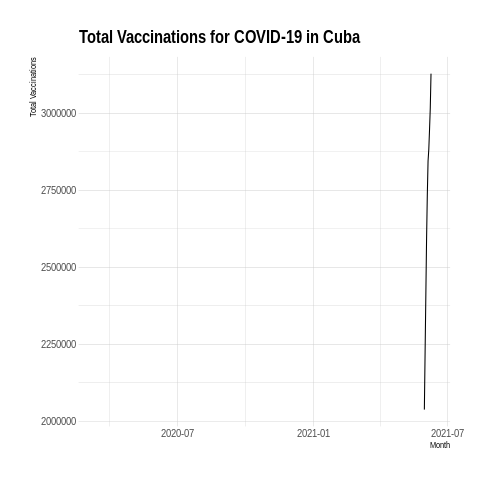 Total Vaccinations for COVID-19 in Cuba
Total Vaccinations
3000000
2750000
2500000
2250000
2000000
2020-07
2021-01
2021-07
Month